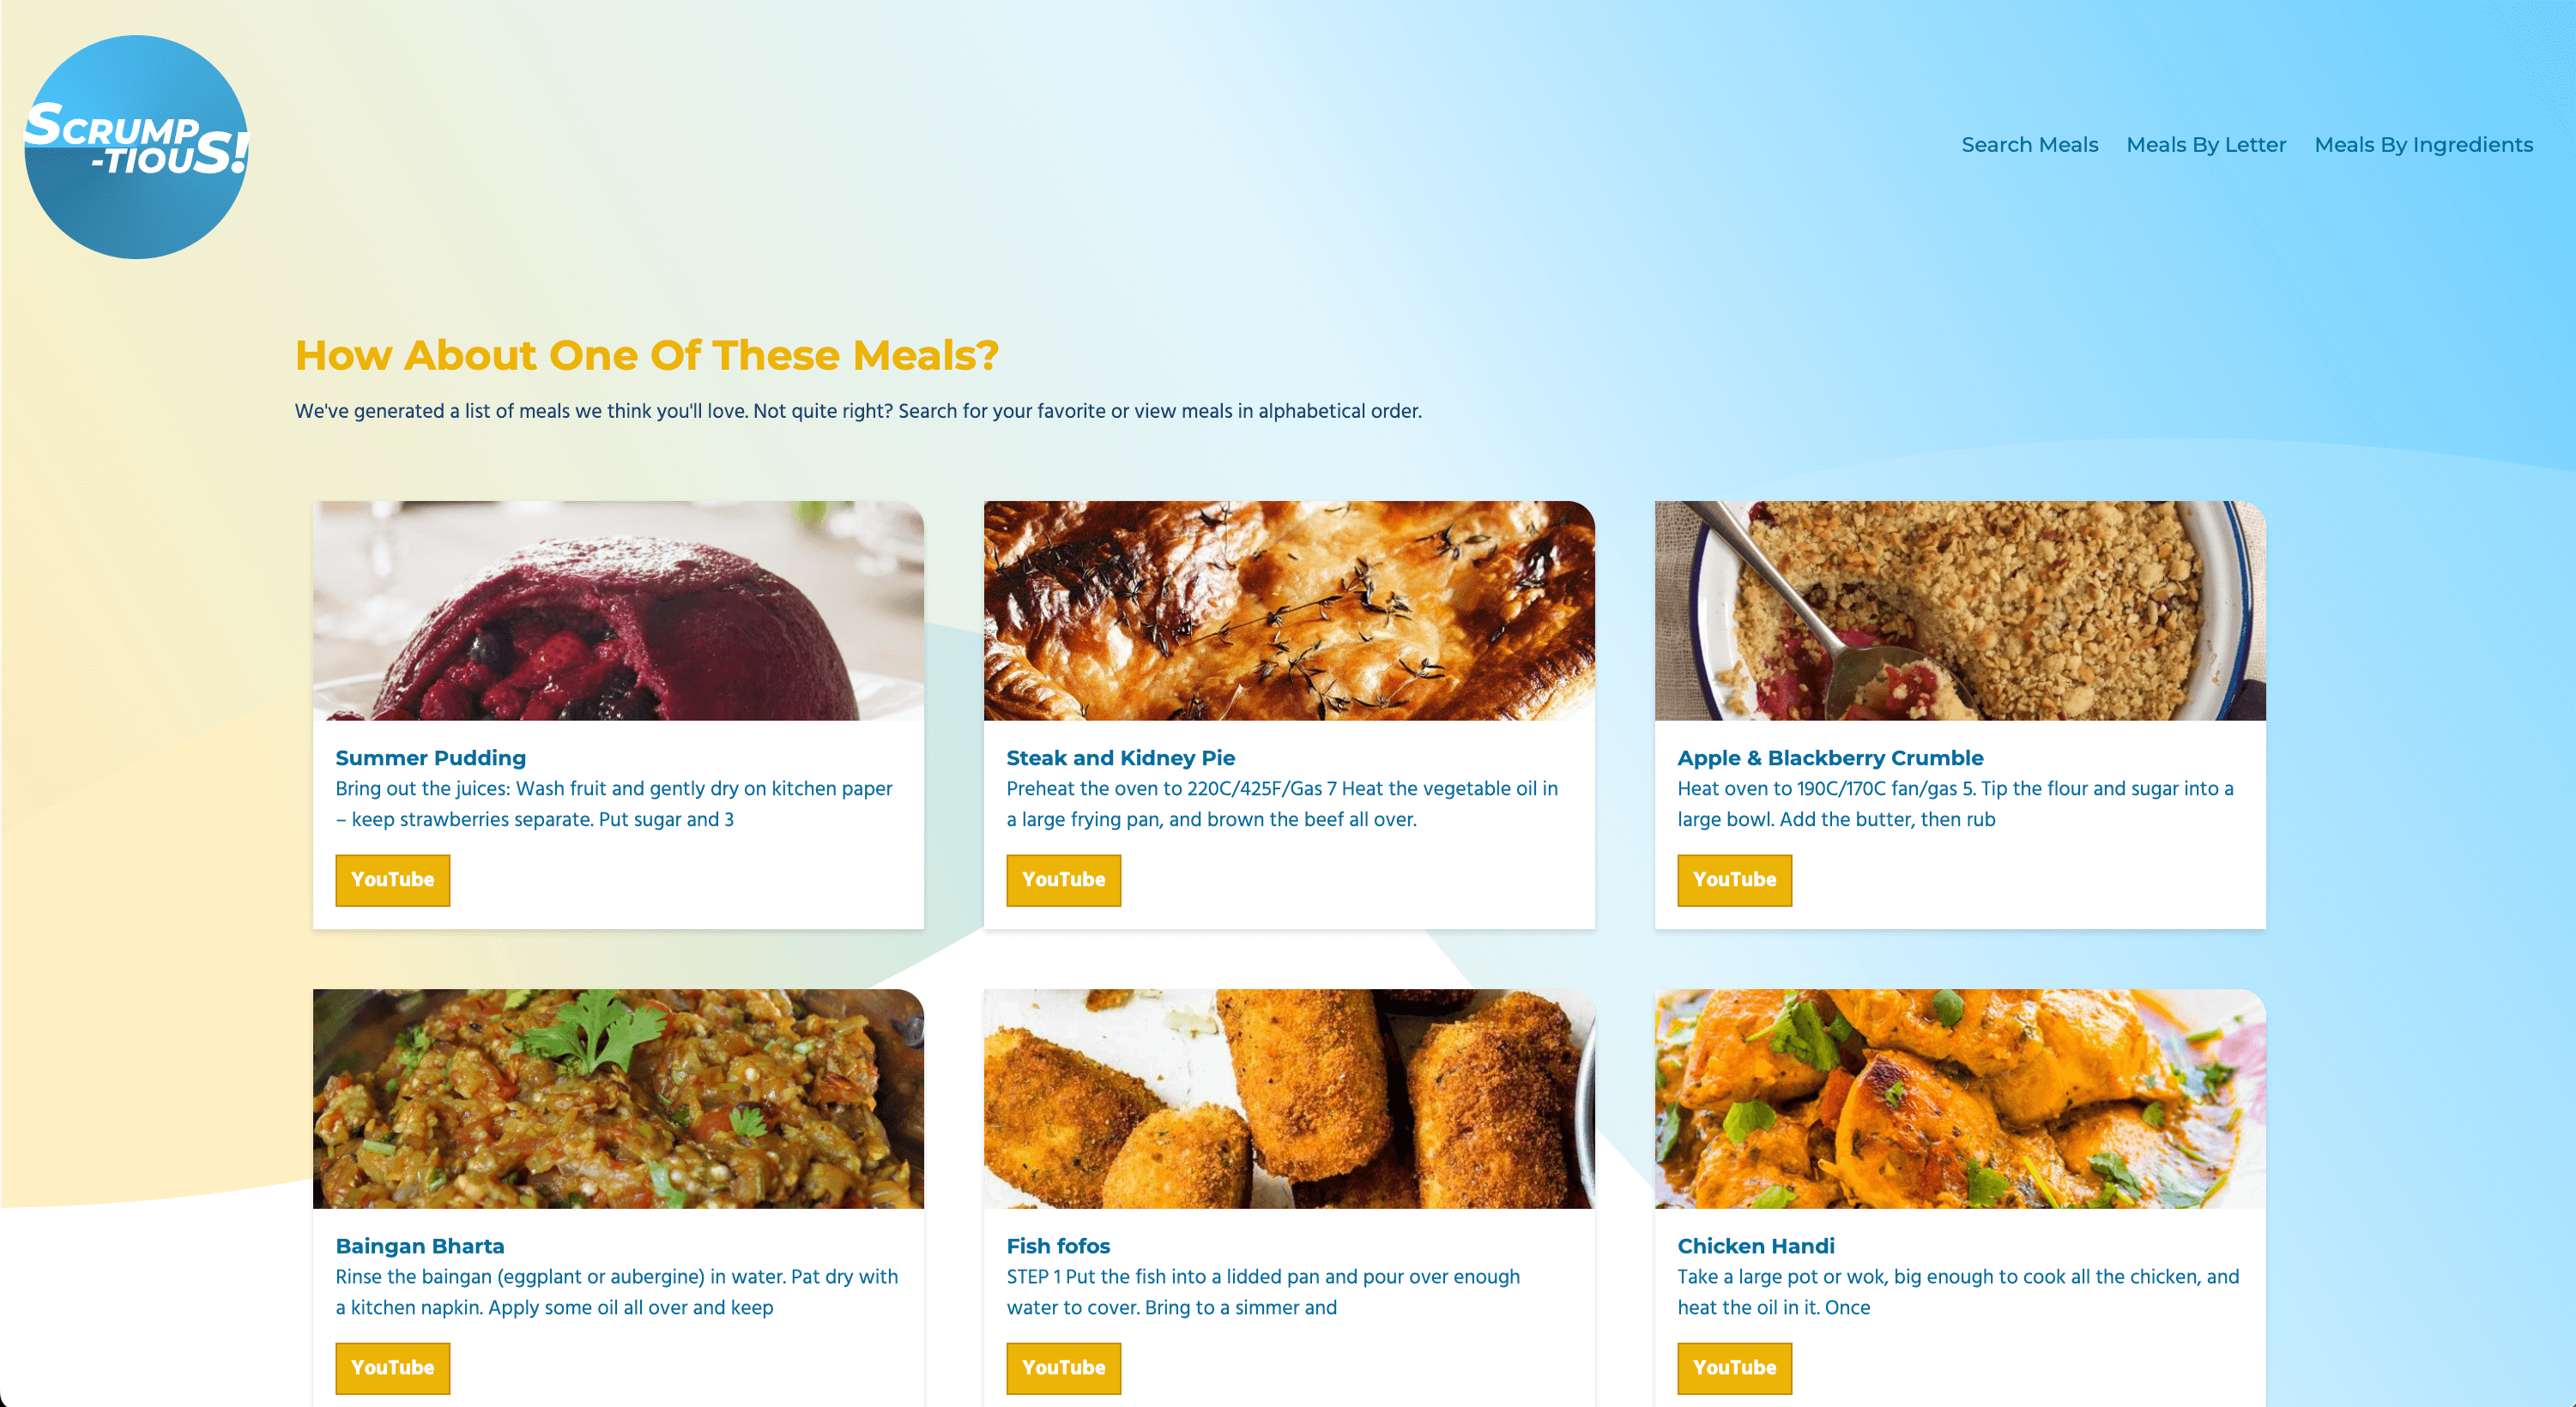 SCRUMP
-TIOUS!
Search Meals Meals By Letter Meals By Ingredients
How About One Of These Meals?
We've generated a list of meals we think you'll love. Not quite right? Search for your favorite or view meals in alphabetical order.
Summer Pudding
Bring out the juices: Wash fruit and gently dry on kitchen paper
– keep strawberries separate. Put sugar and 3
YouTube
Steak and Kidney Pie
Preheat the oven to 220C/425F/Gas 7 Heat the vegetable oil in
a large frying pan, and brown the beef all over.
YouTube
Apple & Blackberry Crumble
Heat oven to 190C/170C fan/gas 5. Tip the flour and sugar into a
large bowl. Add the butter, then rub
YouTube
Baingan Bharta
Rinse the baingan (eggplant or aubergine) in water. Pat dry with
a kitchen napkin. Apply some oil all over and keep
YouTube
Fish fofos
STEP 1 Put the fish into a lidded pan and pour over enough
water to cover. Bring to a simmer and
YouTube
Chicken Handi
Take a large pot or wok, big enough to cook all the chicken, and
heat the oil in it. Once
YouTube